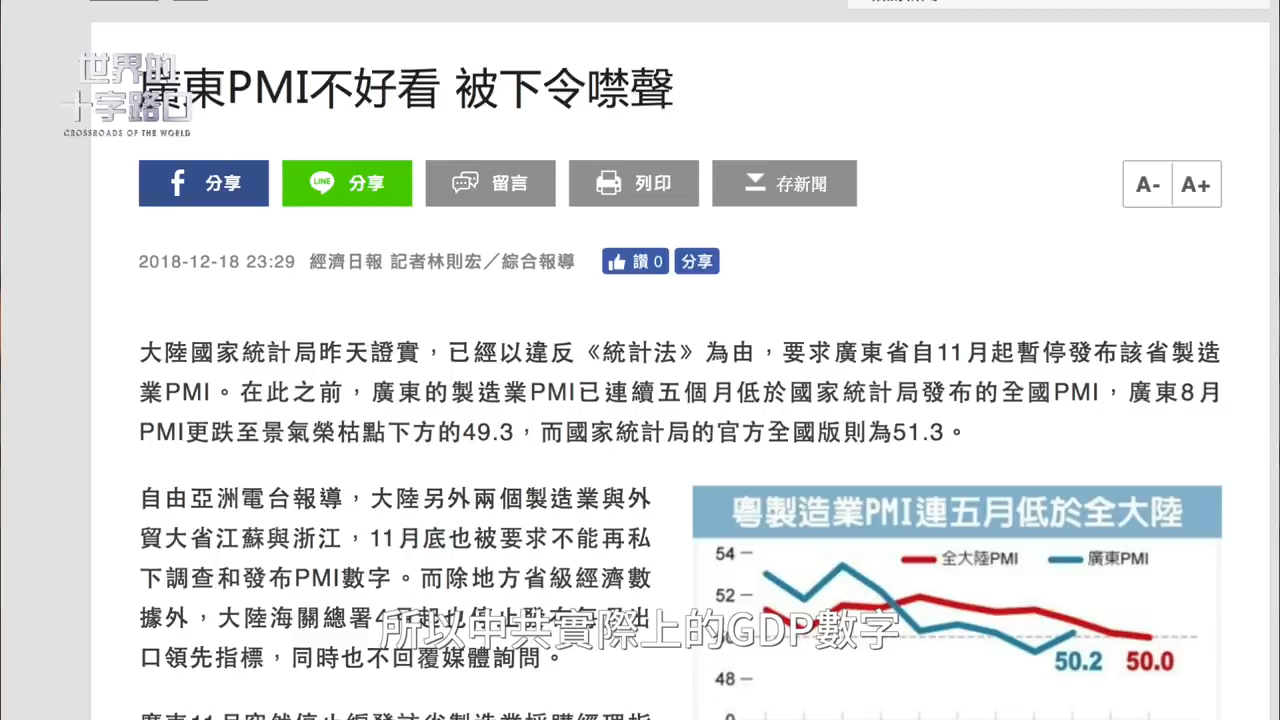 世界的
十字路口
CROSSROADS OF THE WORLD
廣東PMI不好看 被下令噤聲
分享
LINE 分享
留言
列印
存新聞
A- A+
2018-12-18 23:29 經濟日報 記者林則宏／綜合報導
讚 0 分享
大陸國家統計局昨天證實，已經以違反《統計法》為由，要求廣東省自11月起暫停發布該省製造
業PMI。在此之前，廣東的製造業PMI已連續五個月低於國家統計局發布的全國PMI，廣東8月
PMI更跌至景氣榮枯點下方的49.3，而國家統計局的官方全國版則為51.3。
自由亞洲電台報導，大陸另外兩個製造業與外
貿大省江蘇與浙江，11月底也被要求不能再私
下調查和發布PMI數字。而除地方省級經濟數
據外，大陸海關總署4月起也停止發布每月出
口領先指標，同時也不回覆媒體詢問。
粵製造業PMI連五月低於全大陸
全大陸PMI 廣東PMI
54
52
48
0
50.2 50.0
所以中共實際上的GDP數字